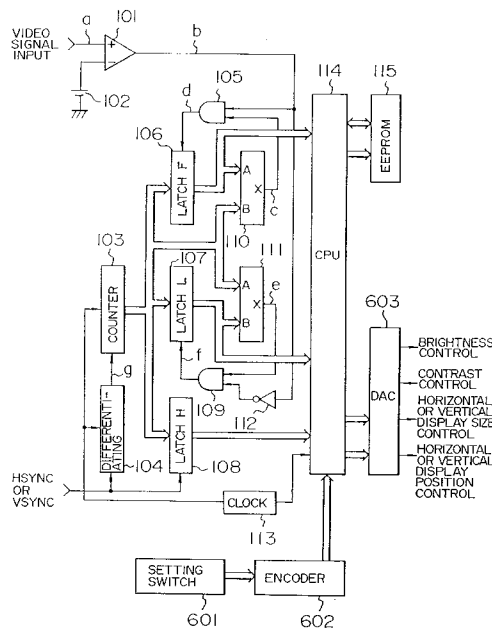 a
101
b
VIDEO
SIGNAL
INPUT
+
−
102
105
d
114
115
106
LATCH F
A
B
X
c
110
EEPROM
103
COUNTER
107
LATCH L
111
A
B
X
e
CPU
603
g
f
109
112
DAC
BRIGHTNESS
CONTROL
CONTRAST
CONTROL
HORIZONTAL
OR VERTICAL
DISPLAY SIZE
CONTROL
HORIZONTAL
OR VERTICAL
DISPLAY
POSITION
CONTROL
DIFFERENTI-
ATING
104
LATCH H
108
HSYNC
OR
VSYNC
CLOCK
113
SETTING
SWITCH
601
ENCODER
602